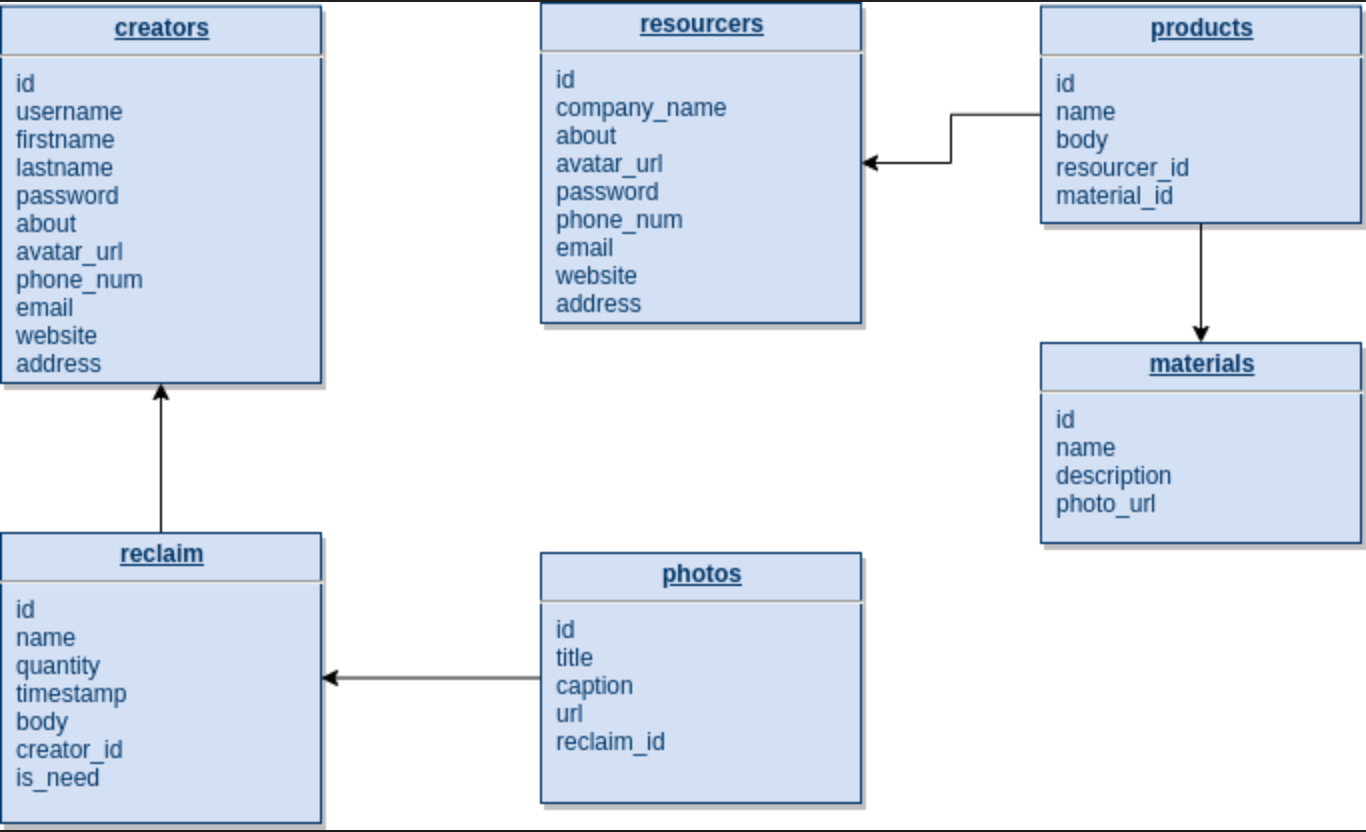 creators
id
username
firstname
lastname
password
about
avatar_url
phone_num
email
website
address
resourcers
id
company_name
about
avatar_url
password
phone_num
email
website
address
products
id
name
body
resourcer_id
material_id
materials
id
name
description
photo_url
reclaim
id
name
quantity
timestamp
body
creator_id
is_need
photos
id
title
caption
url
reclaim_id